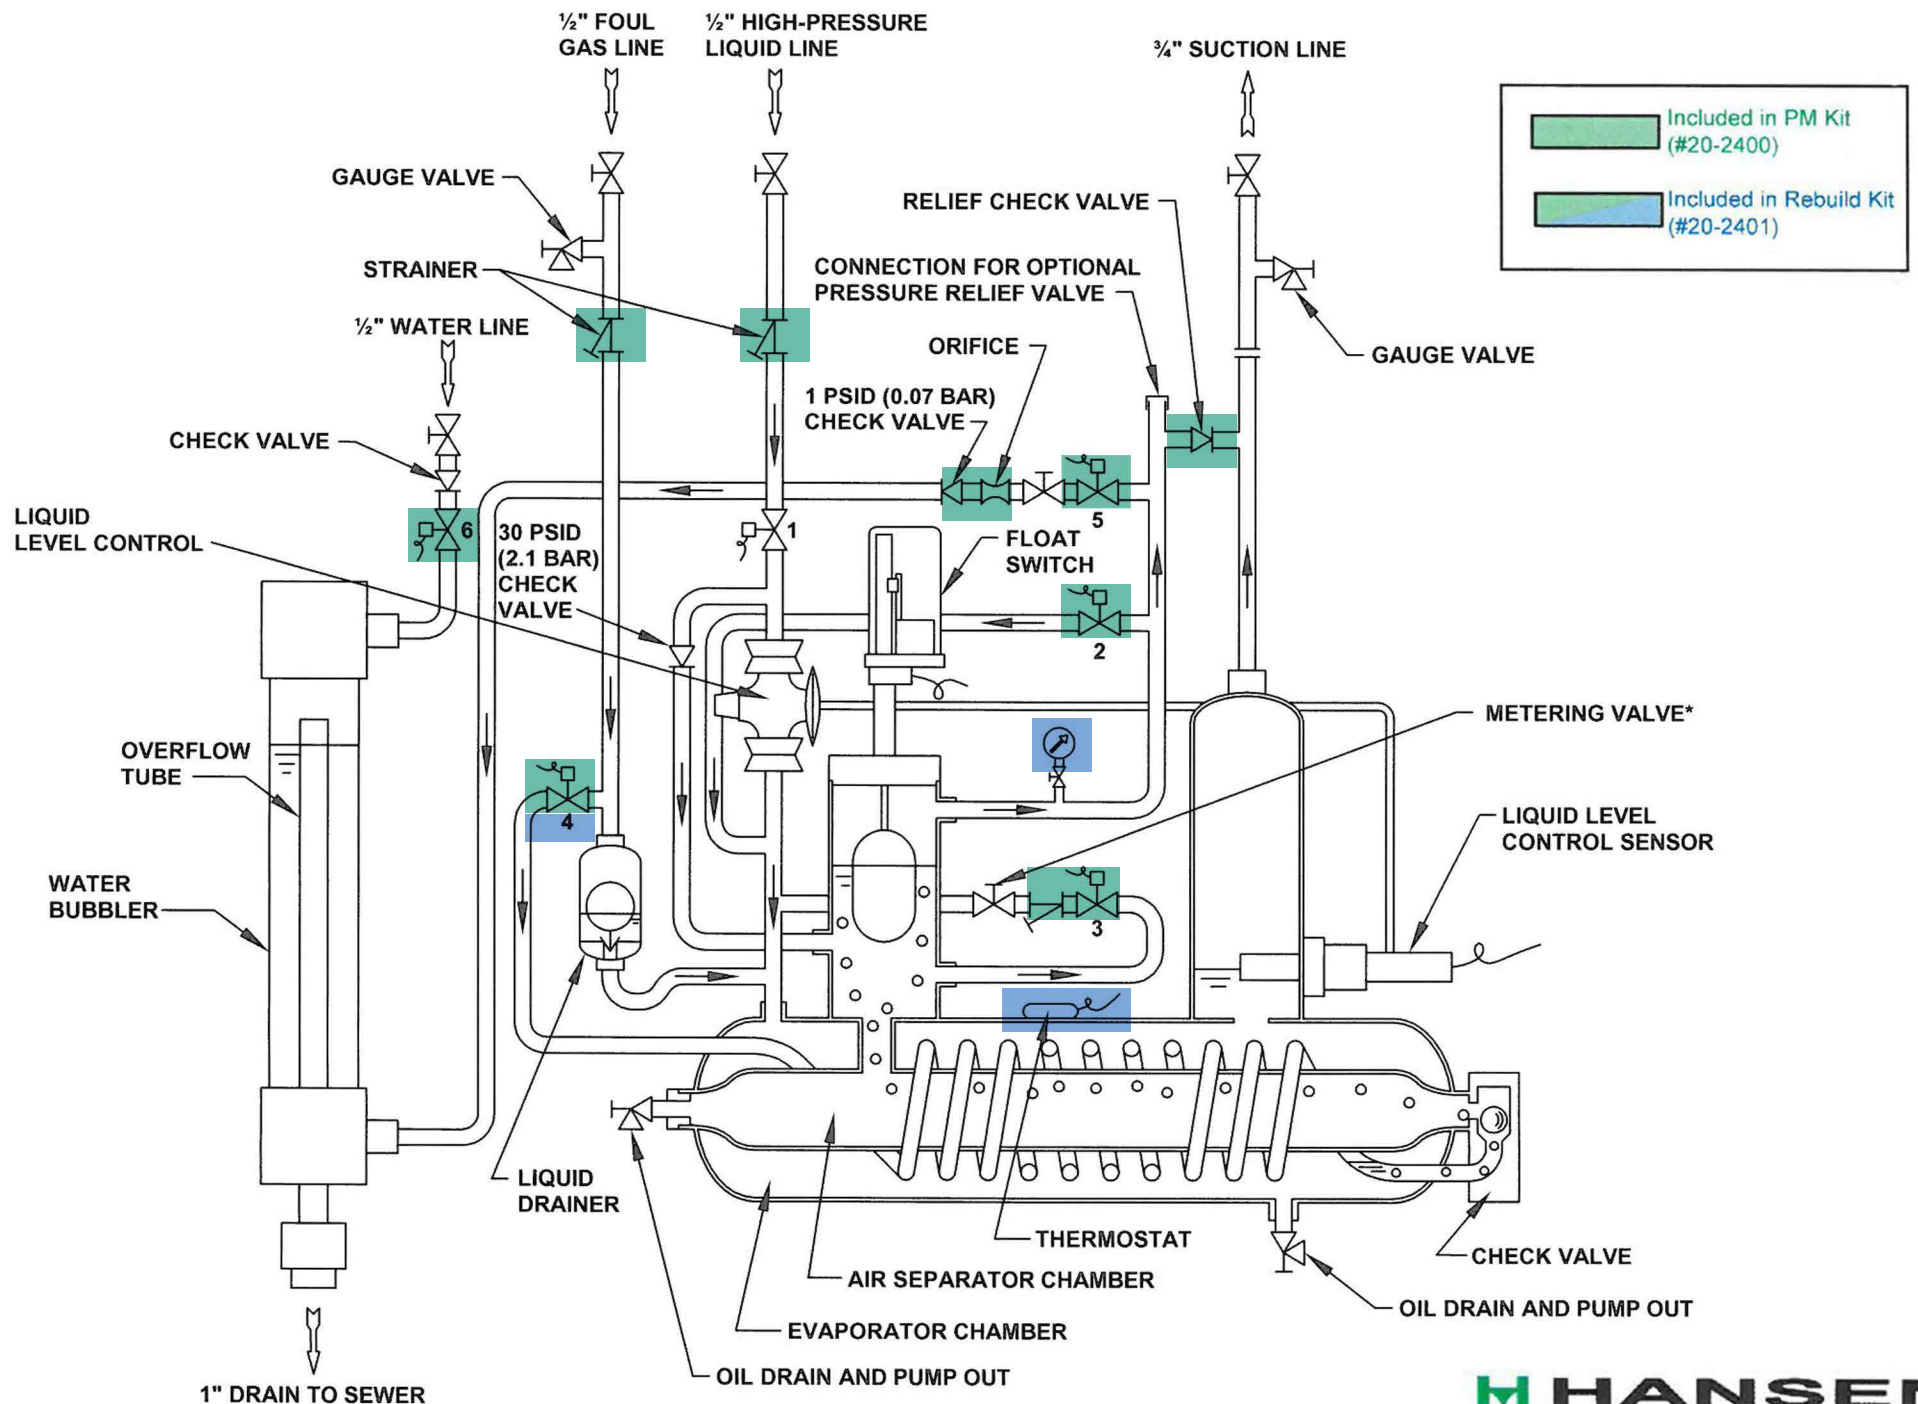 ½" FOUL
GAS LINE
½" HIGH-PRESSURE
LIQUID LINE
¾" SUCTION LINE
Included in PM Kit
(#20-2400)
Included in Rebuild Kit
(#20-2401)
GAUGE VALVE
RELIEF CHECK VALVE
STRAINER
CONNECTION FOR OPTIONAL
PRESSURE RELIEF VALVE
½" WATER LINE
ORIFICE
GAUGE VALVE
1 PSID (0.07 BAR)
CHECK VALVE
CHECK VALVE
LIQUID
LEVEL CONTROL
6
30 PSID
(2.1 BAR)
CHECK
VALVE
1
5
FLOAT
SWITCH
2
METERING VALVE*
OVERFLOW
TUBE
4
LIQUID LEVEL
CONTROL SENSOR
WATER
BUBBLER
3
LIQUID
DRAINER
THERMOSTAT
CHECK VALVE
AIR SEPARATOR CHAMBER
OIL DRAIN AND PUMP OUT
EVAPORATOR CHAMBER
OIL DRAIN AND PUMP OUT
1" DRAIN TO SEWER
HANSEN